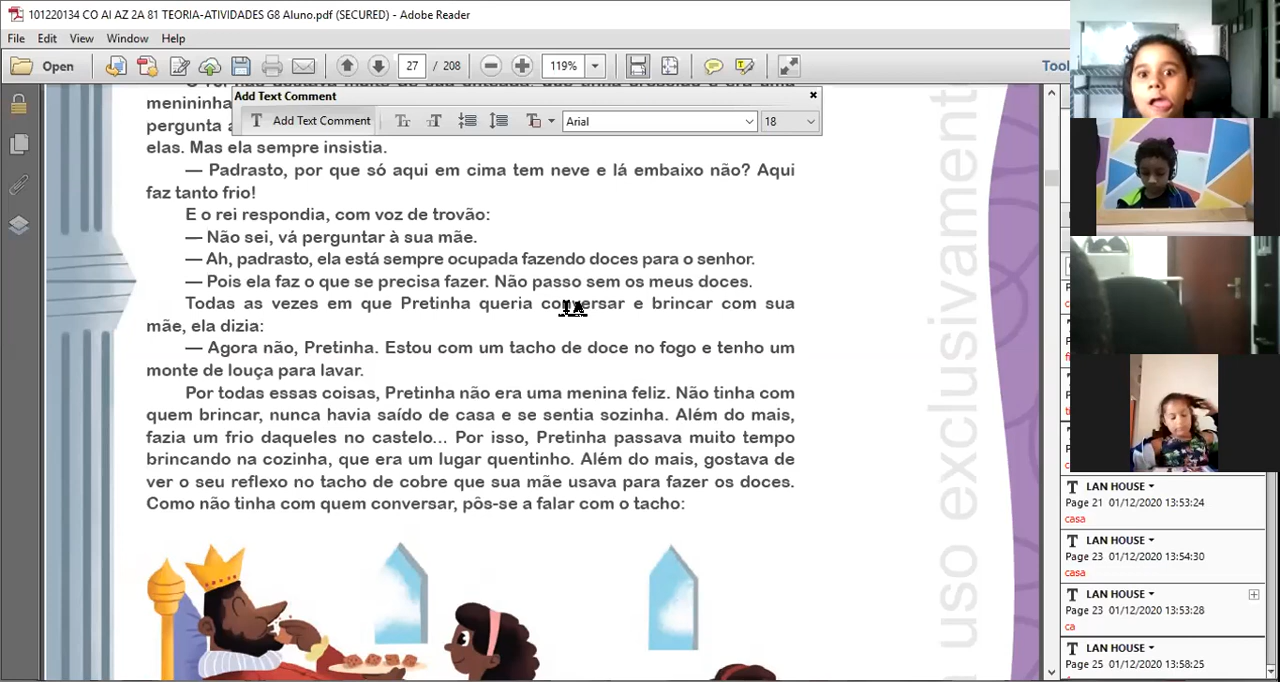 101220134 CO AI AZ 2A 81 TEORIA-ATIVIDADES G8 Aluno.pdf (SECURED) - Adobe Reader
File Edit View Window Help
Open 27 / 208 119% Tool
Add Text Comment
Add Text Comment Arial 18
menininha
pergunta a
elas. Mas ela sempre insistia.
— Padrasto, por que só aqui em cima tem neve e lá embaixo não? Aqui
faz tanto frio!
E o rei respondia, com voz de trovão:
— Não sei, vá perguntar à sua mãe.
— Ah, padrasto, ela está sempre ocupada fazendo doces para o senhor.
— Pois ela faz o que se precisa fazer. Não passo sem os meus doces.
Todas as vezes em que Pretinha queria conversar e brincar com sua
mãe, ela dizia:
— Agora não, Pretinha. Estou com um tacho de doce no fogo e tenho um
monte de louça para lavar.
Por todas essas coisas, Pretinha não era uma menina feliz. Não tinha com
quem brincar, nunca havia saído de casa e se sentia sozinha. Além do mais,
fazia um frio daqueles no castelo... Por isso, Pretinha passava muito tempo
brincando na cozinha, que era um lugar quentinho. Além do mais, gostava de
ver o seu reflexo no tacho de cobre que sua mãe usava para fazer os doces.
Como não tinha com quem conversar, pôs-se a falar com o tacho:
uso exclusivamente
LAN HOUSE
Page 21 01/12/2020 13:53:24
casa
LAN HOUSE
Page 23 01/12/2020 13:54:30
casa
LAN HOUSE
Page 23 01/12/2020 13:53:28
ca
LAN HOUSE
Page 25 01/12/2020 13:58:25